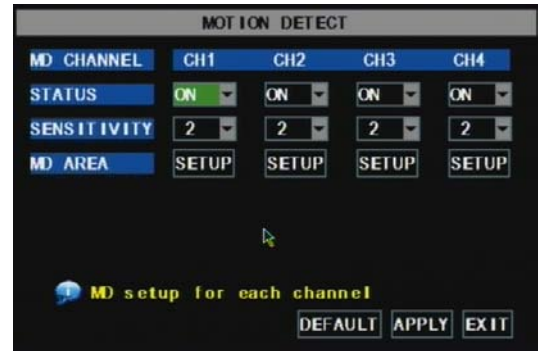 MOTION DETECT
MD CHANNEL CH1 CH2 CH3 CH4
STATUS ON ON ON ON
SENSITIVITY 2 2 2 2
MD AREA SETUP SETUP SETUP SETUP
MD setup for each channel
DEFAULT APPLY EXIT